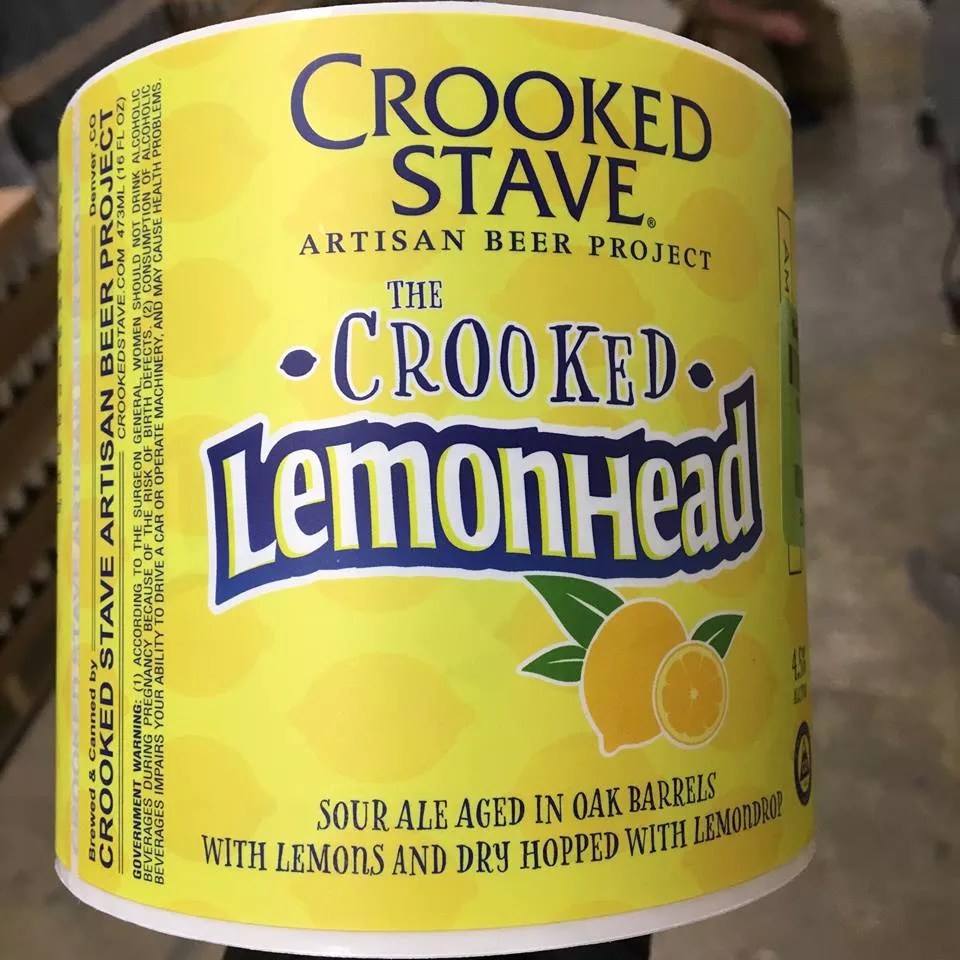 CROOKED
STAVE®
ARTISAN BEER PROJECT
THE
CROOKED
LemonHead
SOUR ALE AGED IN OAK BARRELS
WITH LEMONS AND DRY HOPPED WITH LEMONDROP
Brewed & Canned by Denver, CO
CROOKED STAVE ARTISAN BEER PROJECT
CROOKEDSTAVE.COM 473ML (16 FL OZ)
GOVERNMENT WARNING: (1) ACCORDING TO THE SURGEON GENERAL, WOMEN SHOULD NOT DRINK ALCOHOLIC
BEVERAGES DURING PREGNANCY BECAUSE OF THE RISK OF BIRTH DEFECTS. (2) CONSUMPTION OF ALCOHOLIC
BEVERAGES IMPAIRS YOUR ABILITY TO DRIVE A CAR OR OPERATE MACHINERY, AND MAY CAUSE HEALTH PROBLEMS.